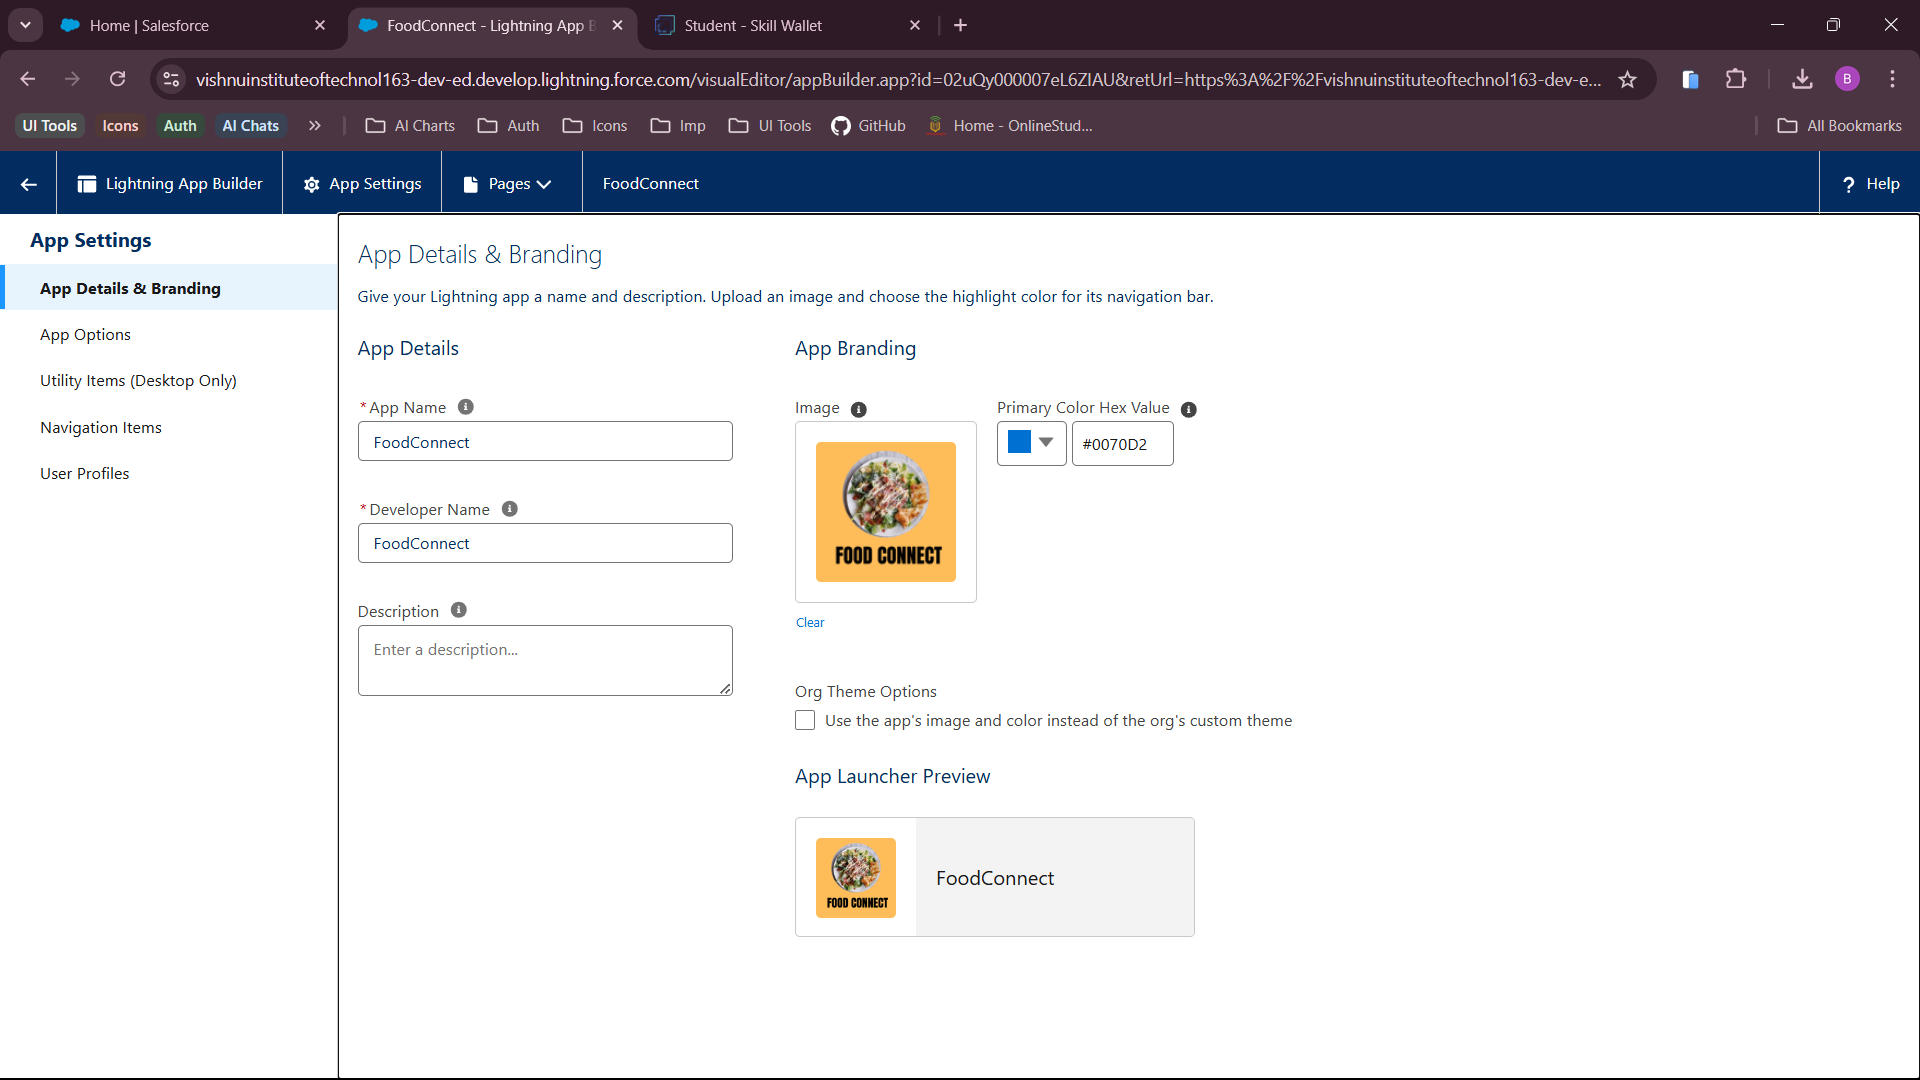 Home | Salesforce
FoodConnect - Lightning App B
Student - Skill Wallet
vishnuinstituteoftechnol163-dev-ed.develop.lightning.force.com/visualEditor/appBuilder.app?id=02uQy000007eL6ZIAU&retUrl=https%3A%2F%2Fvishnuinstituteoftechnol163-dev-e...
B
UI Tools
Icons
Auth
AI Chats
AI Charts
Auth
Icons
Imp
UI Tools
GitHub
Home - OnlineStud...
All Bookmarks
Lightning App Builder
App Settings
Pages
FoodConnect
? Help
App Settings
App Details & Branding
App Options
Utility Items (Desktop Only)
Navigation Items
User Profiles
App Details & Branding
Give your Lightning app a name and description. Upload an image and choose the highlight color for its navigation bar.
App Details
App Branding
*App Name
FoodConnect
*Developer Name
FoodConnect
Description
Enter a description...
Image
Primary Color Hex Value
#0070D2
FOOD CONNECT
Clear
Org Theme Options
Use the app's image and color instead of the org's custom theme
App Launcher Preview
FOOD CONNECT
FoodConnect